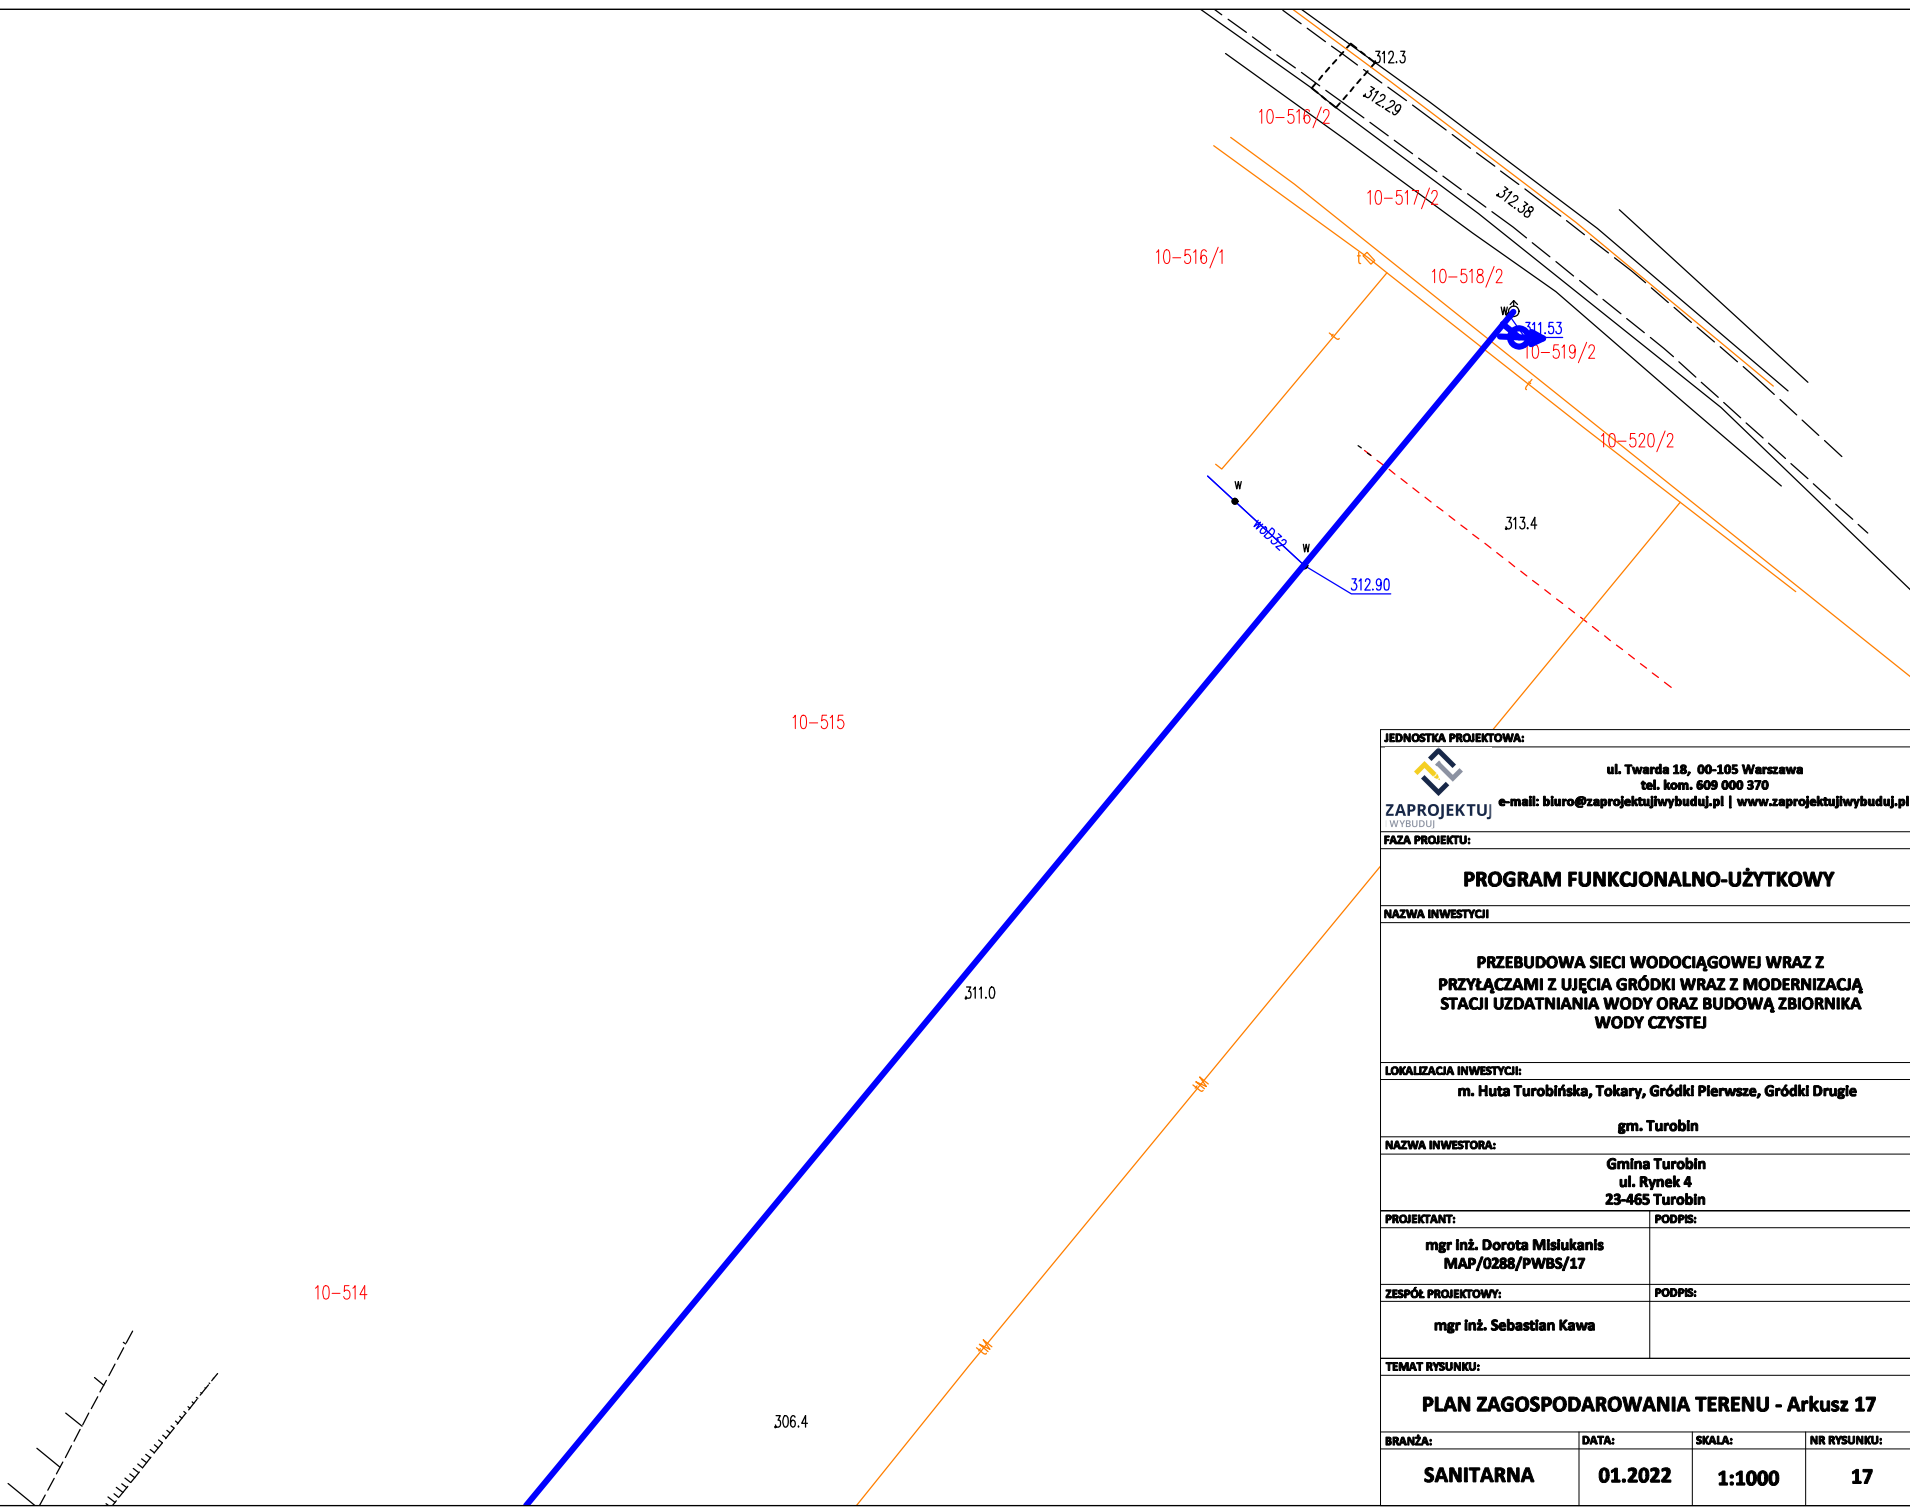 312.3
312.29
10-516/2
10-517/2
312.38
10-516/1
t
10-518/2
t
W
311.53
10-519/2
t
10-520/2
W
woD32
W
313.4
312.90
10-515
311.0
tM
10-514
tM
306.4
JEDNOSTKA PROJEKTOWA:
ZAPROJEKTUJ
WYBUDUJ
ul. Twarda 18, 00-105 Warszawa
tel. kom. 609 000 370
e-mail: biuro@zaprojektujiwybuduj.pl | www.zaprojektujiwybuduj.pl
FAZA PROJEKTU:
PROGRAM FUNKCJONALNO-UŻYTKOWY
NAZWA INWESTYCJI
PRZEBUDOWA SIECI WODOCIĄGOWEJ WRAZ Z
PRZYŁĄCZAMI Z UJĘCIA GRÓDKI WRAZ Z MODERNIZACJĄ
STACJI UZDATNIANIA WODY ORAZ BUDOWĄ ZBIORNIKA
WODY CZYSTEJ
LOKALIZACJA INWESTYCJI:
m. Huta Turobińska, Tokary, Gródki Pierwsze, Gródki Drugie
gm. Turobin
NAZWA INWESTORA:
Gmina Turobin
ul. Rynek 4
23-465 Turobin
PROJEKTANT:
PODPIS:
mgr inż. Dorota Misiukanis
MAP/0288/PWBS/17
ZESPÓŁ PROJEKTOWY:
PODPIS:
mgr inż. Sebastian Kawa
TEMAT RYSUNKU:
PLAN ZAGOSPODAROWANIA TERENU - Arkusz 17
BRANŻA:
DATA:
SKALA:
NR RYSUNKU:
SANITARNA
01.2022
1:1000
17